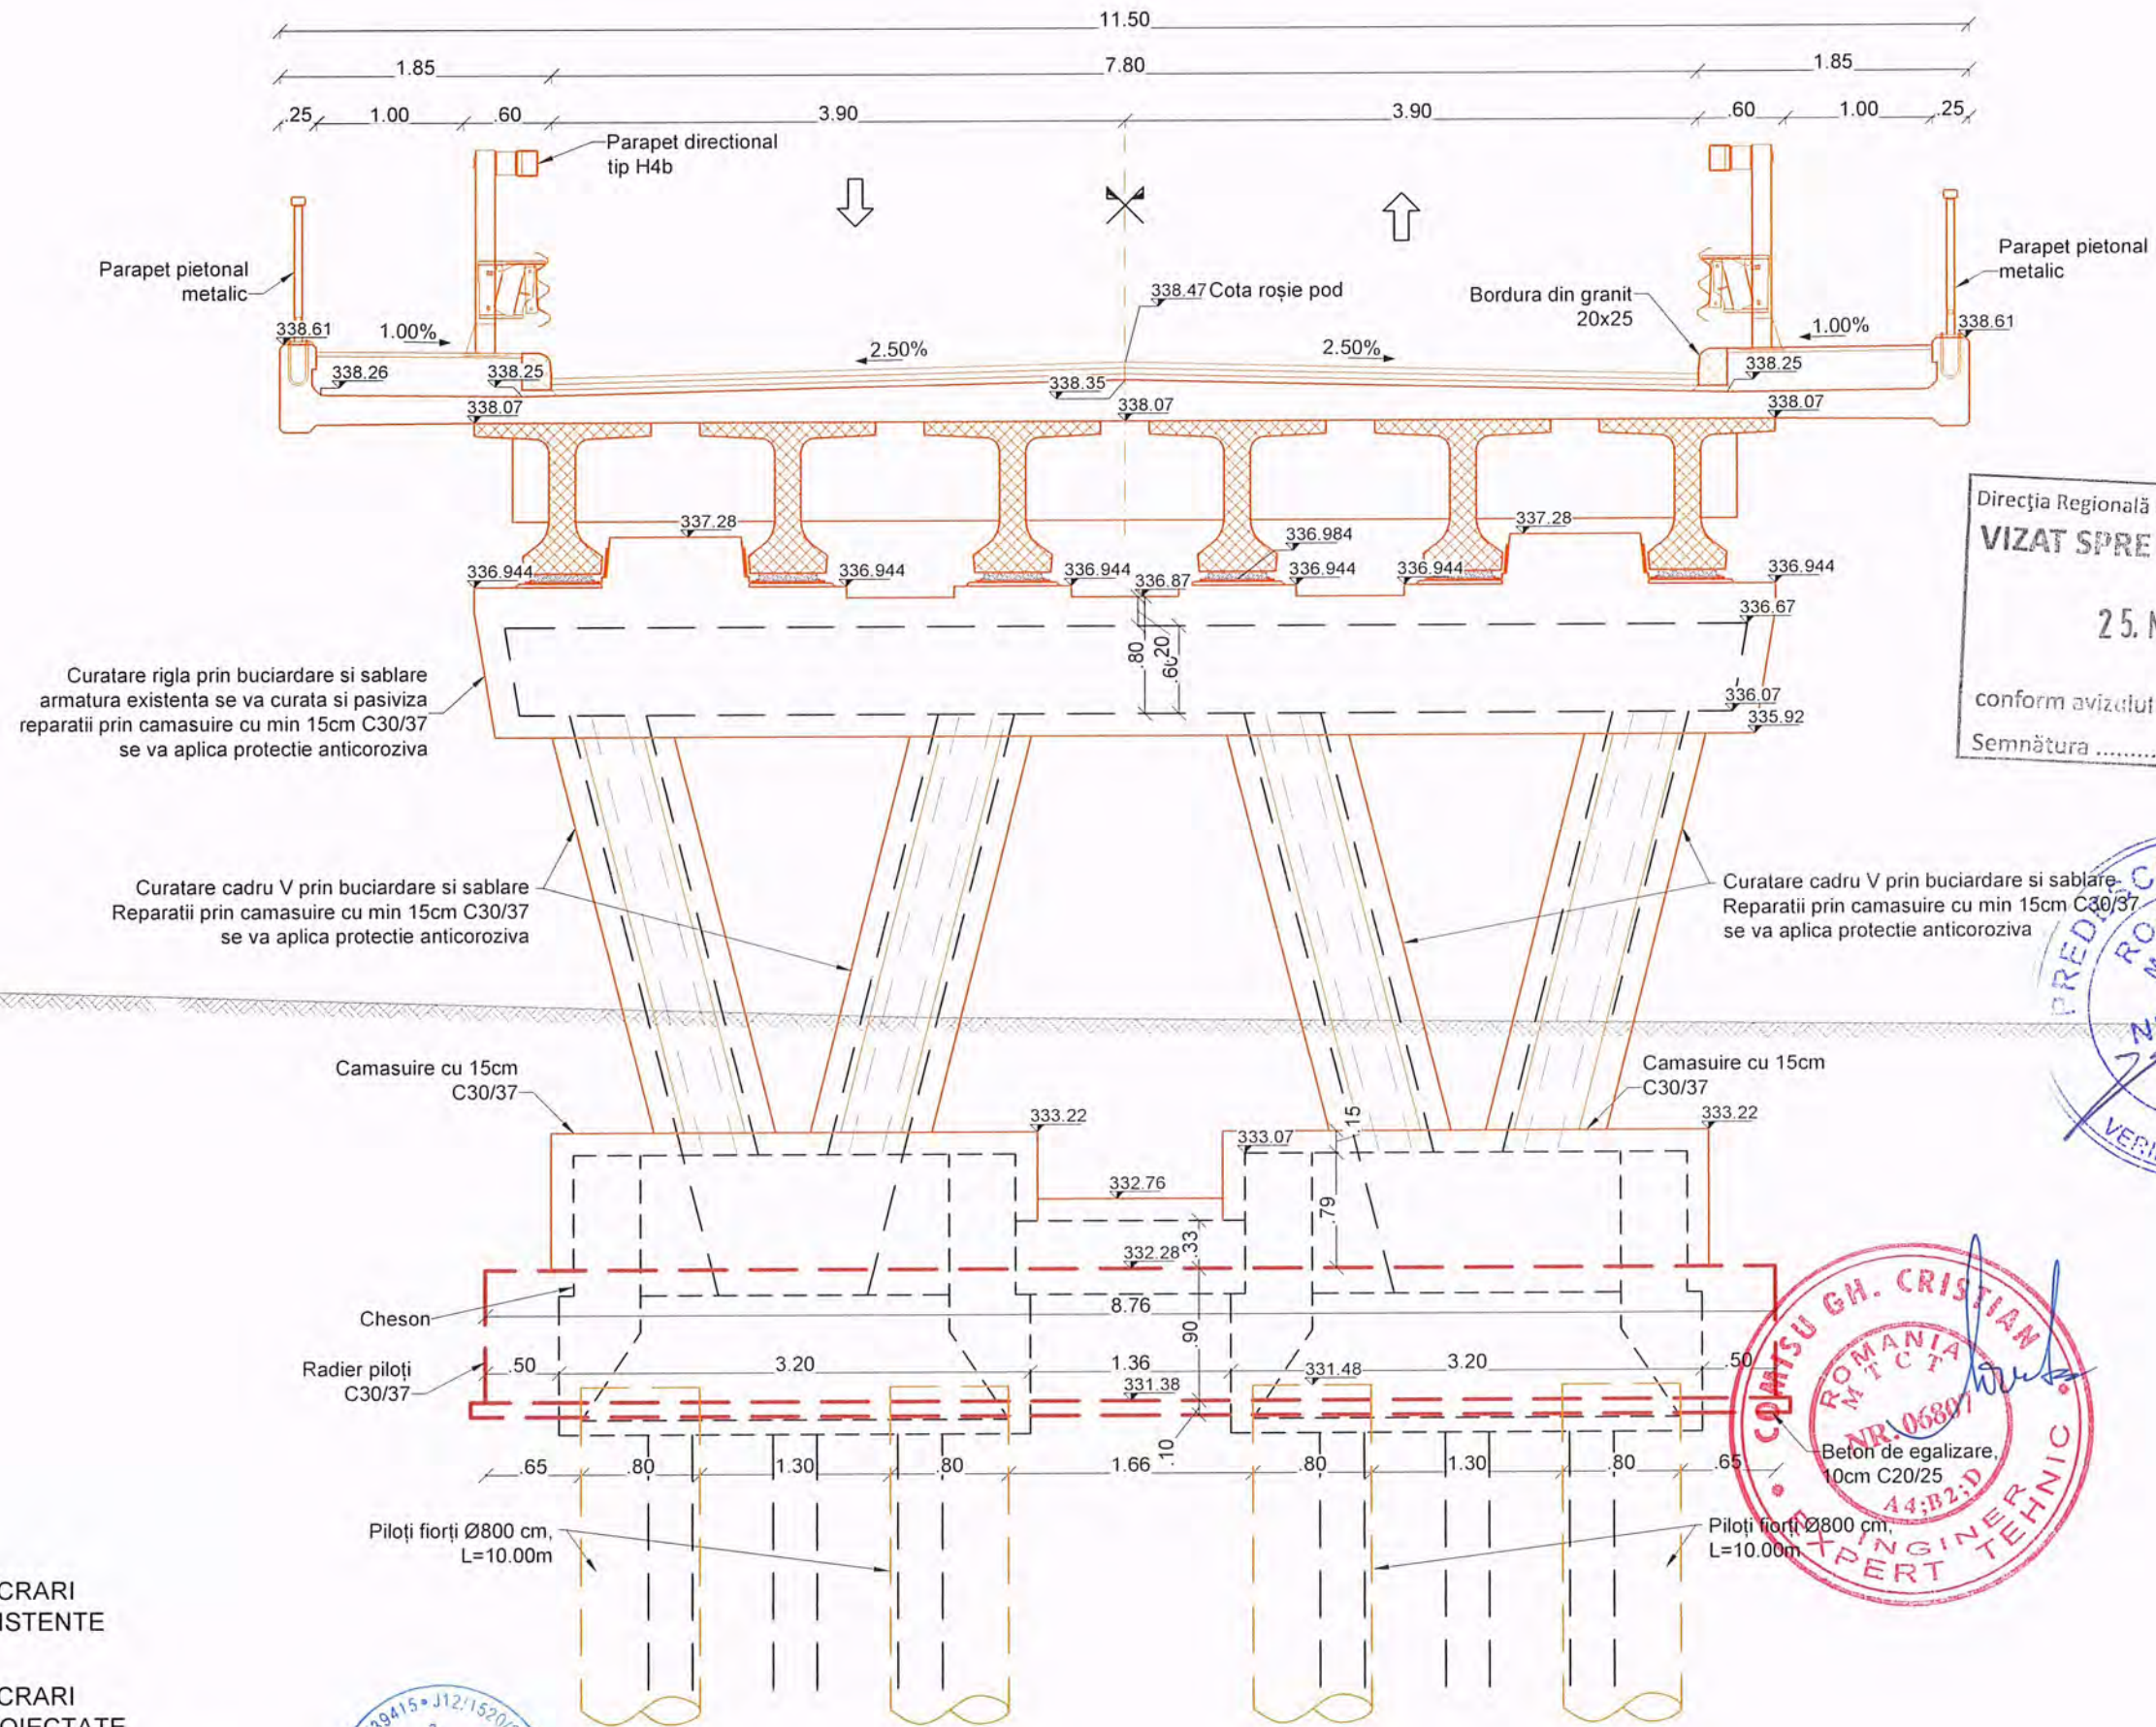 11.50
1.85
7.80
1.85
.25
1.00
.60
3.90
3.90
.60
1.00
.25
Parapet directional
tip H4b
Parapet pietonal
metalic
Parapet pietonal
metalic
338.47 Cota roșie pod
Bordura din granit
20x25
338.61
1.00%
2.50%
2.50%
1.00%
338.61
338.26
338.25
338.35
338.25
338.07
338.07
338.07
337.28
337.28
336.984
336.944
336.944
336.944
336.87
336.944
336.944
336.944
336.67
.80
.20
.60
336.07
335.92
Curatare rigla prin buciardare si sablare
armatura existenta se va curata si pasiviza
reparatii prin camasuire cu min 15cm C30/37
se va aplica protectie anticoroziva
Direcția Regională
VIZAT SPRE
25.
conform avizului
Semnătura ..........
Curatare cadru V prin buciardare si sablare
Reparatii prin camasuire cu min 15cm C30/37
se va aplica protectie anticoroziva
Curatare cadru V prin buciardare si sablare
Reparatii prin camasuire cu min 15cm C30/37
se va aplica protectie anticoroziva
Camasuire cu 15cm
C30/37
Camasuire cu 15cm
C30/37
333.22
333.07
.15
333.22
332.76
.79
332.28
.33
8.76
.90
Cheson
Radier piloți
C30/37
.50
3.20
1.36
331.48
3.20
.50
331.38
.10
.65
.80
1.30
.80
1.66
.80
1.30
.80
.65
Beton de egalizare,
10cm C20/25
Piloți fiorți Ø800 cm,
L=10.00m
Piloți fiorți Ø800 cm,
L=10.00m
COMISU GH. CRISTIAN
ROMANIA
M T C T
NR. 06807
A4;B2;D
INGINER
EXPERT TEHNIC
CRARI
ISTENTE
CRARI
OIECTATE
39415 • J12/1520/